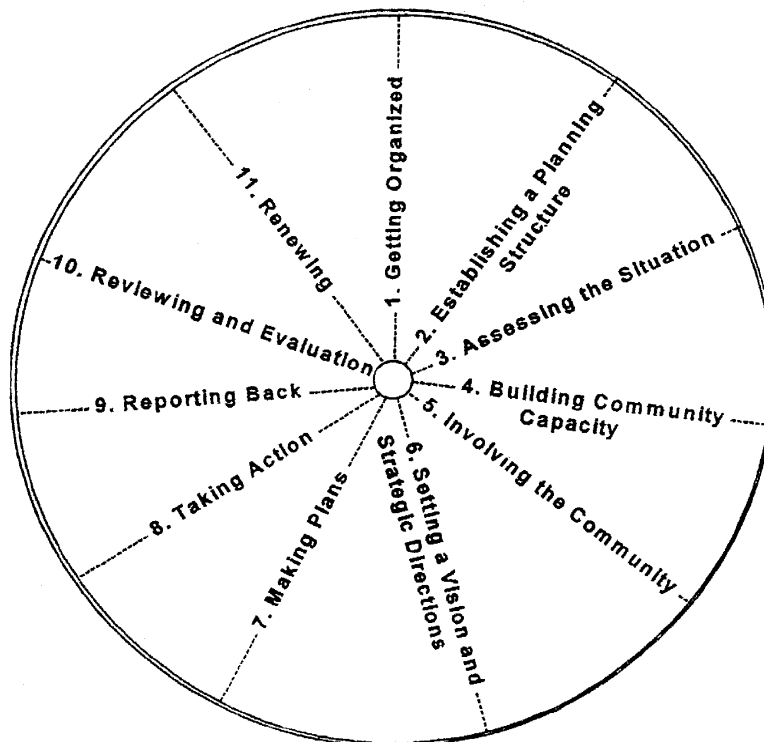 1. Getting Organized
2. Establishing a Planning
Structure
3. Assessing the Situation
4. Building Community
Capacity
5. Involving the Community
6. Setting a Vision and
Strategic Directions
7. Making Plans
8. Taking Action
9. Reporting Back
10. Reviewing and Evaluation
11. Renewing